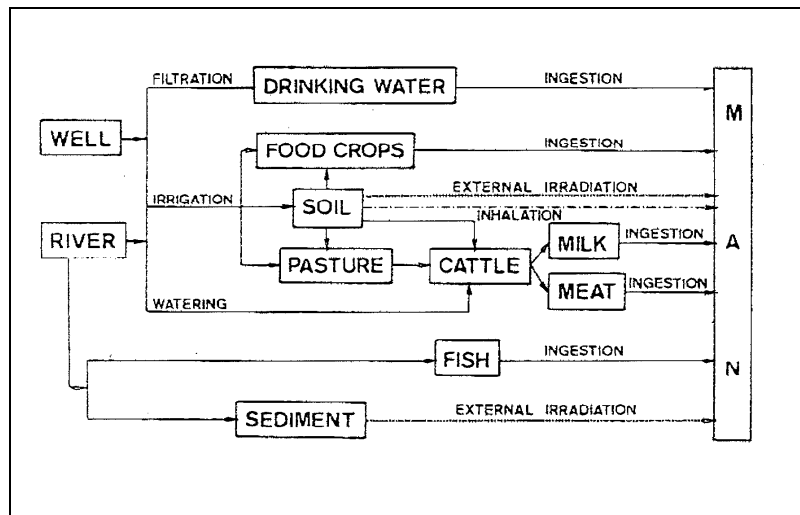 FILTRATION
DRINKING WATER
INGESTION
M
WELL
FOOD CROPS
INGESTION
EXTERNAL IRRADIATION
IRRIGATION
SOIL
INHALATION
RIVER
PASTURE
CATTLE
MILK
INGESTION
A
MEAT
INGESTION
WATERING
FISH
INGESTION
N
SEDIMENT
EXTERNAL IRRADIATION